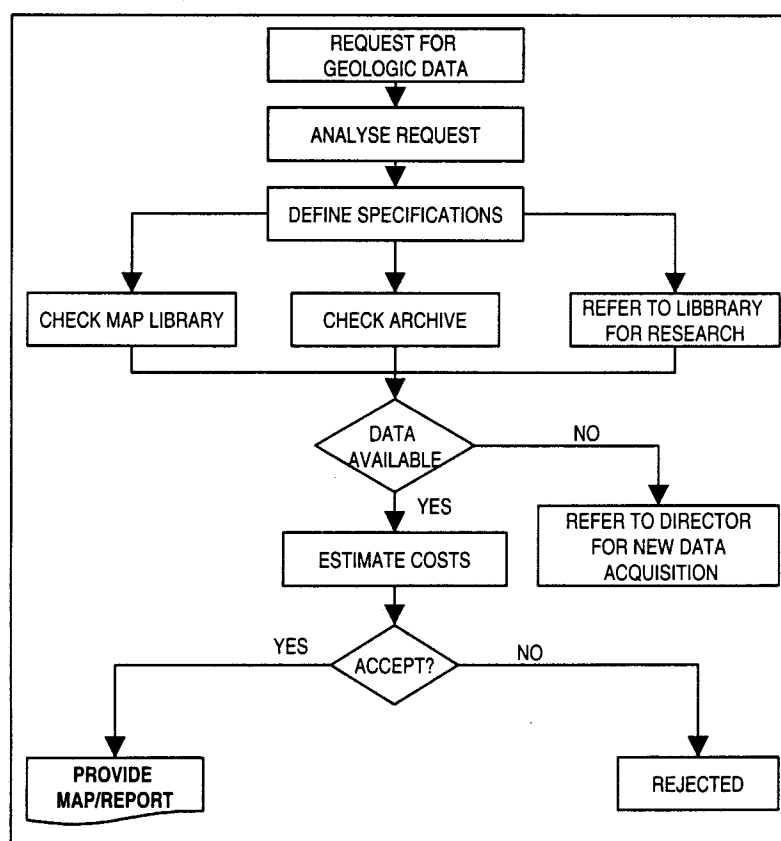 REQUEST FOR
GEOLOGIC DATA
ANALYSE REQUEST
DEFINE SPECIFICATIONS
CHECK MAP LIBRARY
CHECK ARCHIVE
REFER TO LIBBRARY
FOR RESEARCH
DATA
AVAILABLE
NO
YES
REFER TO DIRECTOR
FOR NEW DATA
ACQUISITION
ESTIMATE COSTS
YES
ACCEPT?
NO
PROVIDE
MAP/REPORT
REJECTED